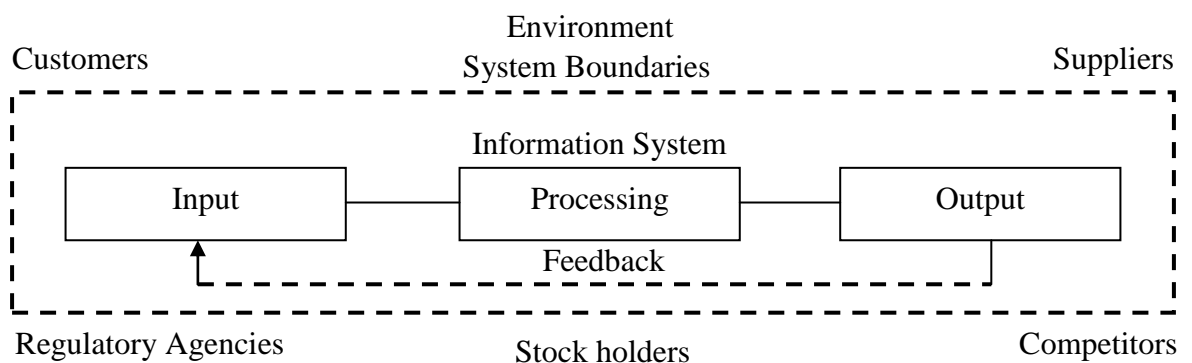 Environment
Customers
System Boundaries
Suppliers
Information System
Input
Processing
Output
Feedback
Regulatory Agencies
Stock holders
Competitors